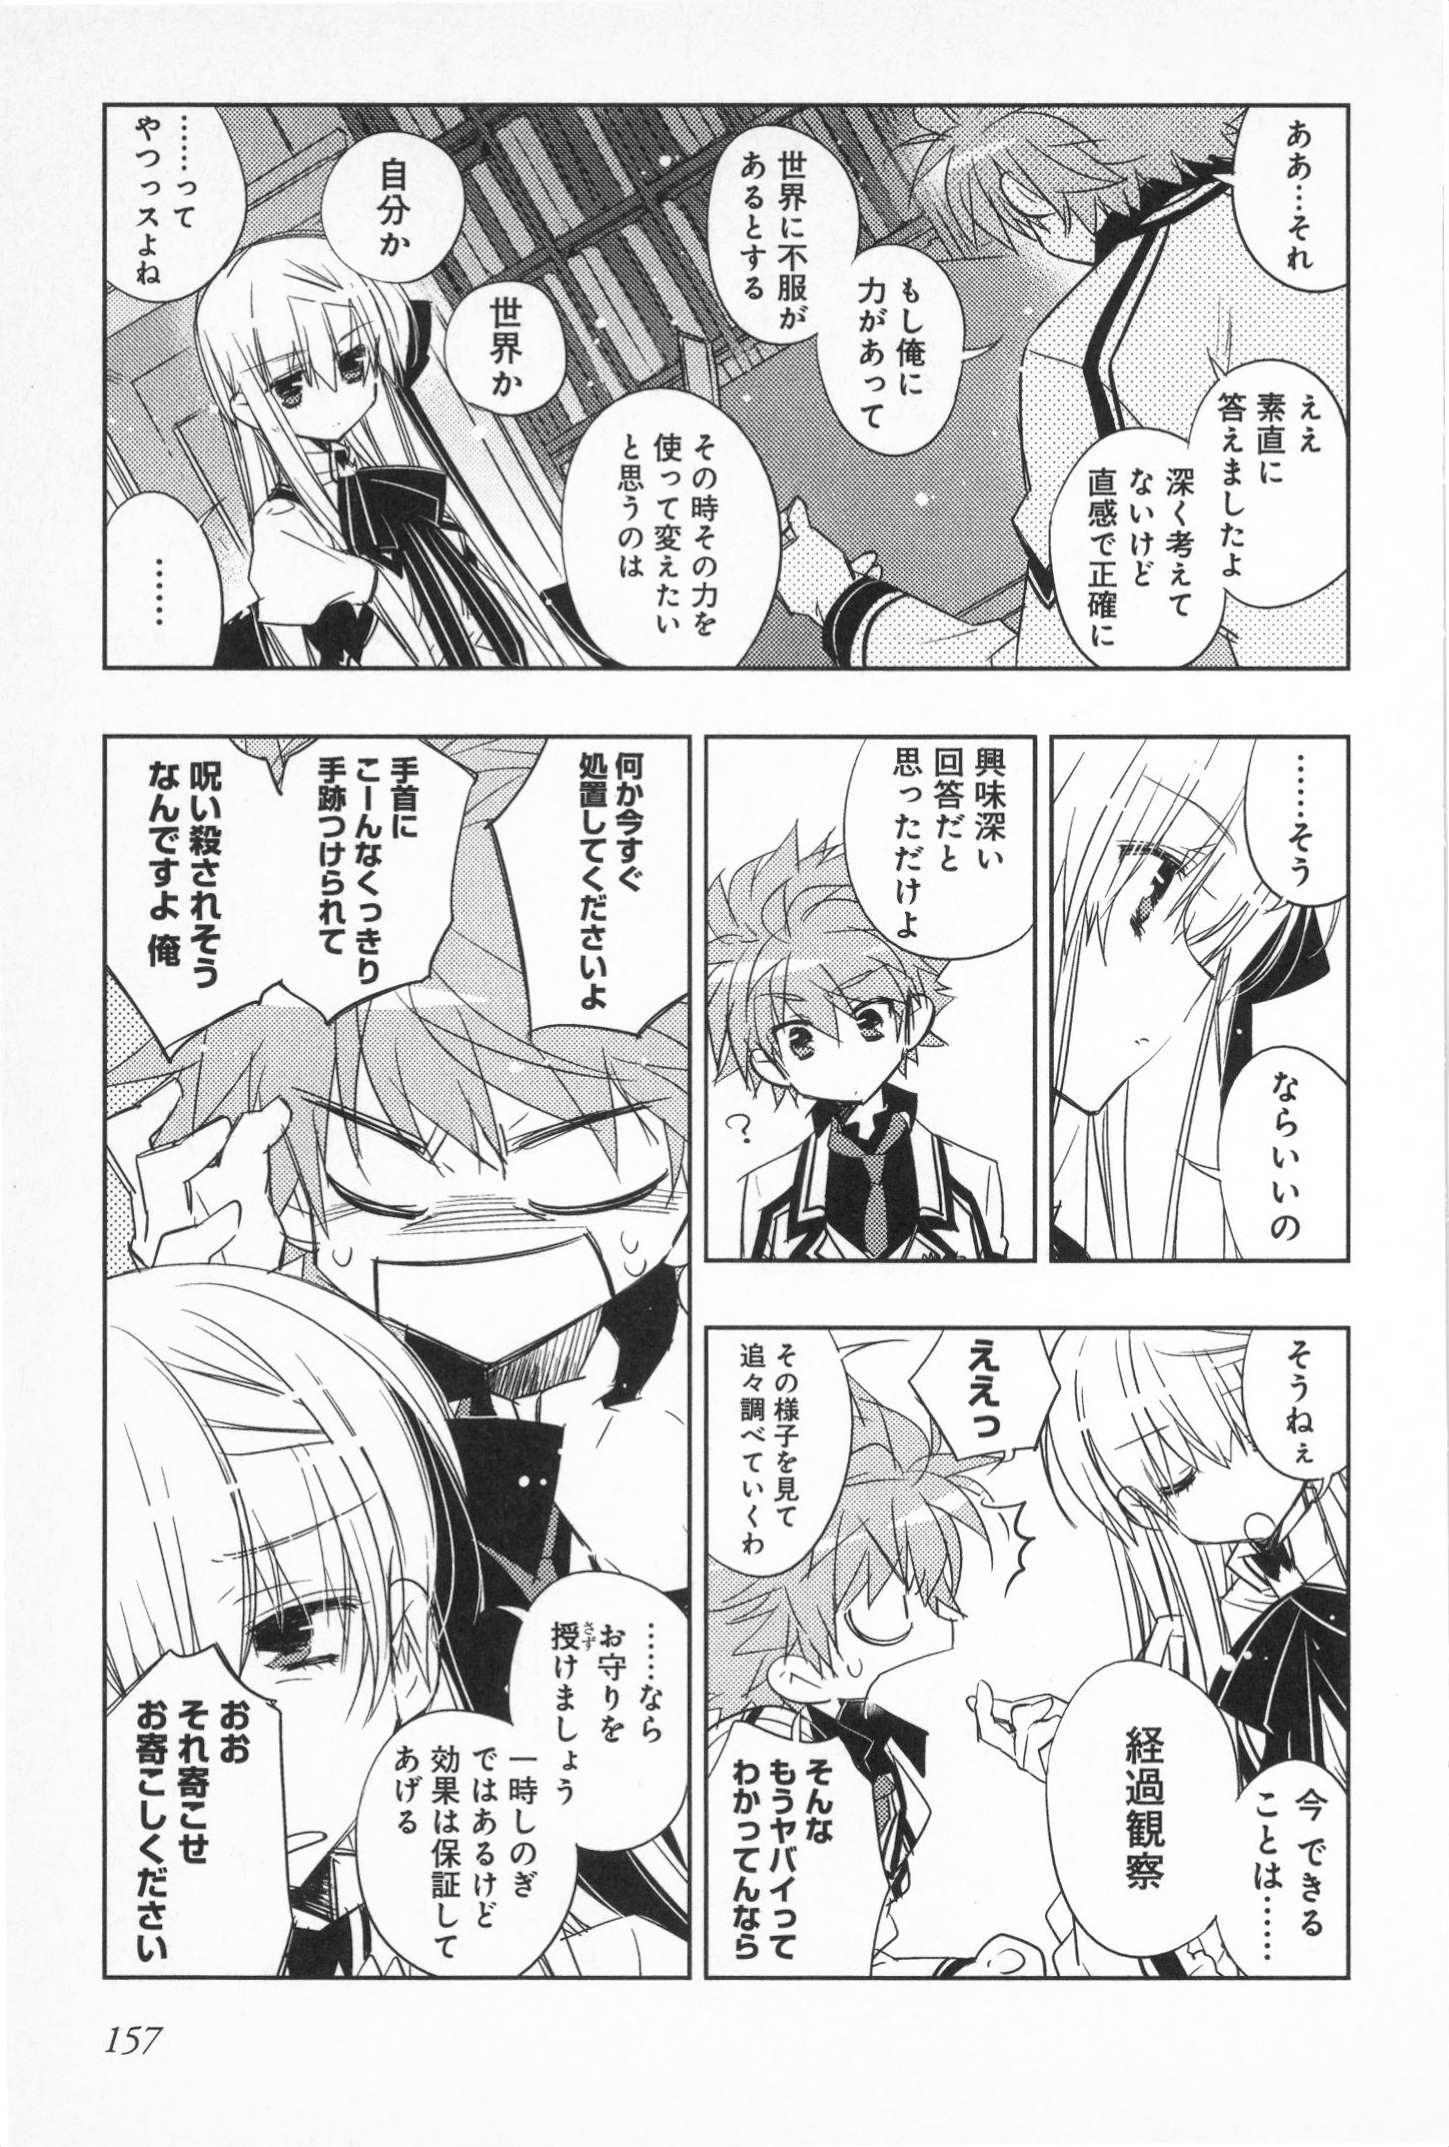 ああ…それ
ええ
素直に
答えましたよ
深く考えて
ないけど
直感で正確に
もし俺に
力があって
世界に不服が
あるとする
その時その力を
使って変えたい
と思うのは
世界か
自分か
……って
やつっスよね
……
……そう
ならいいの
興味深い
回答だと
思っただけよ
?
そうねぇ
今できる
ことは……
経過観察
ええっ
その様子を見て
追々調べていくわ
そんな
もうヤバイって
わかってんなら
何か今すぐ
処置してくださいよ
手首に
こーんなくっきり
手跡つけられて
呪い殺されそう
なんですよ 俺
……なら
お守りを
授けましょう
さず
一時しのぎ
ではあるけど
効果は保証して
あげる
おお
それ寄こせ
お寄こしください
157